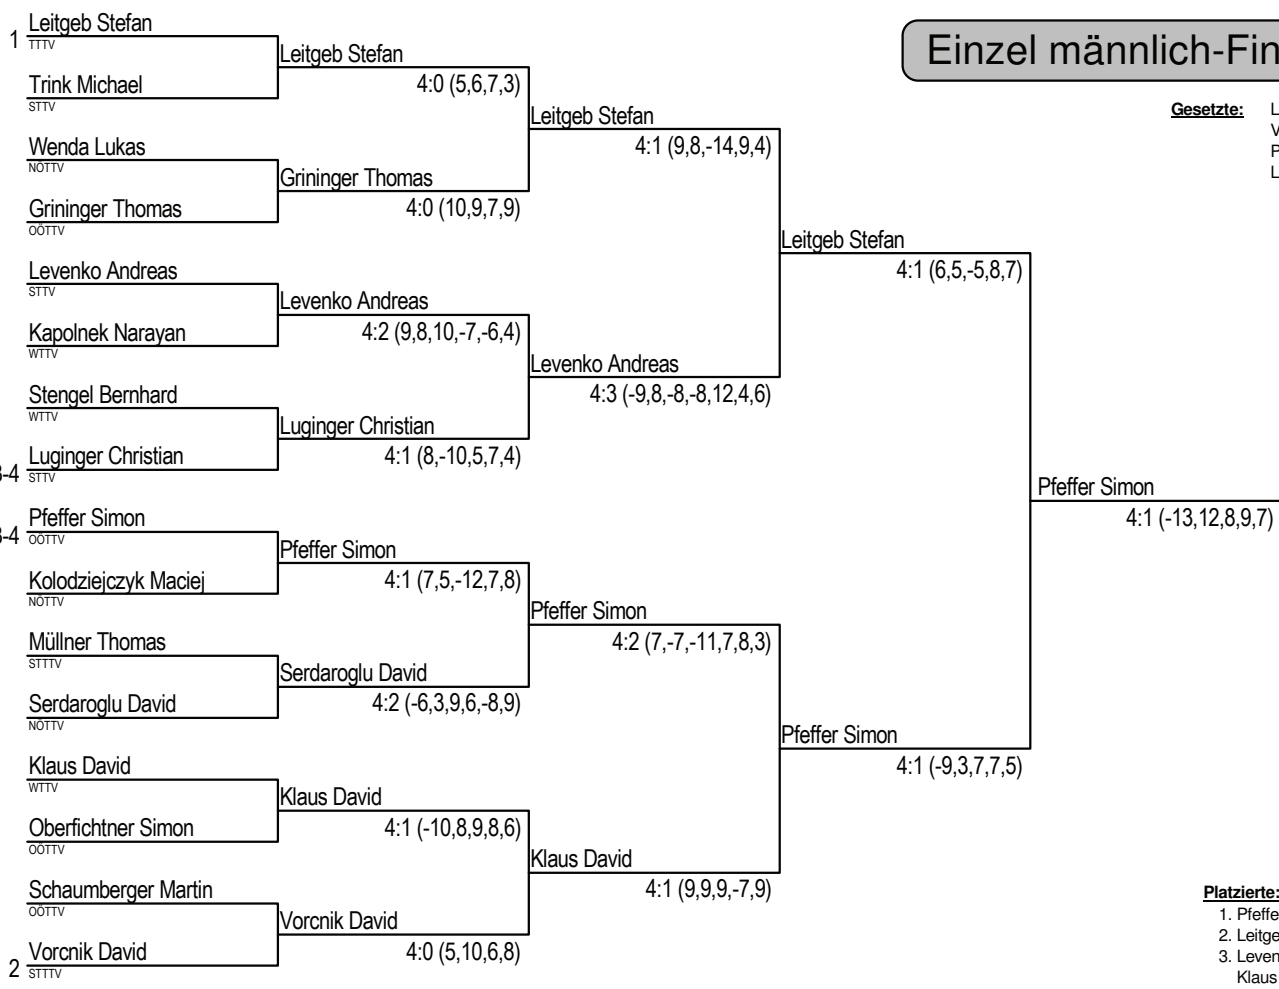 Einzel männlich-Fin
Gesetzte: L
V
P
L
1 Leitgeb Stefan
TTTV
Trink Michael
STTV
Wenda Lukas
NÖTTV
Grininger Thomas
OÖTTV
Levenko Andreas
STTV
Kapolnek Narayan
WTTV
Stengel Bernhard
WTTV
3-4 Luginger Christian
STTV
3-4 Pfeffer Simon
OÖTTV
Kolodziejczyk Maciej
NÖTTV
Müllner Thomas
STTTV
Serdaroglu David
NÖTTV
Klaus David
WTTV
Oberfichtner Simon
OÖTTV
Schaumberger Martin
OÖTTV
2 Vorcnik David
STTTV
Leitgeb Stefan
4:0 (5,6,7,3)
Grininger Thomas
4:0 (10,9,7,9)
Levenko Andreas
4:2 (9,8,10,-7,-6,4)
Luginger Christian
4:1 (8,-10,5,7,4)
Pfeffer Simon
4:1 (7,5,-12,7,8)
Serdaroglu David
4:2 (-6,3,9,6,-8,9)
Klaus David
4:1 (-10,8,9,8,6)
Vorcnik David
4:0 (5,10,6,8)
Leitgeb Stefan
4:1 (9,8,-14,9,4)
Levenko Andreas
4:3 (-9,8,-8,-8,12,4,6)
Pfeffer Simon
4:2 (7,-7,-11,7,8,3)
Klaus David
4:1 (9,9,9,-7,9)
Leitgeb Stefan
4:1 (6,5,-5,8,7)
Pfeffer Simon
4:1 (-9,3,7,7,5)
Pfeffer Simon
4:1 (-13,12,8,9,7)
Platzierte:
1. Pfeffe
2. Leitge
3. Leven
Klaus